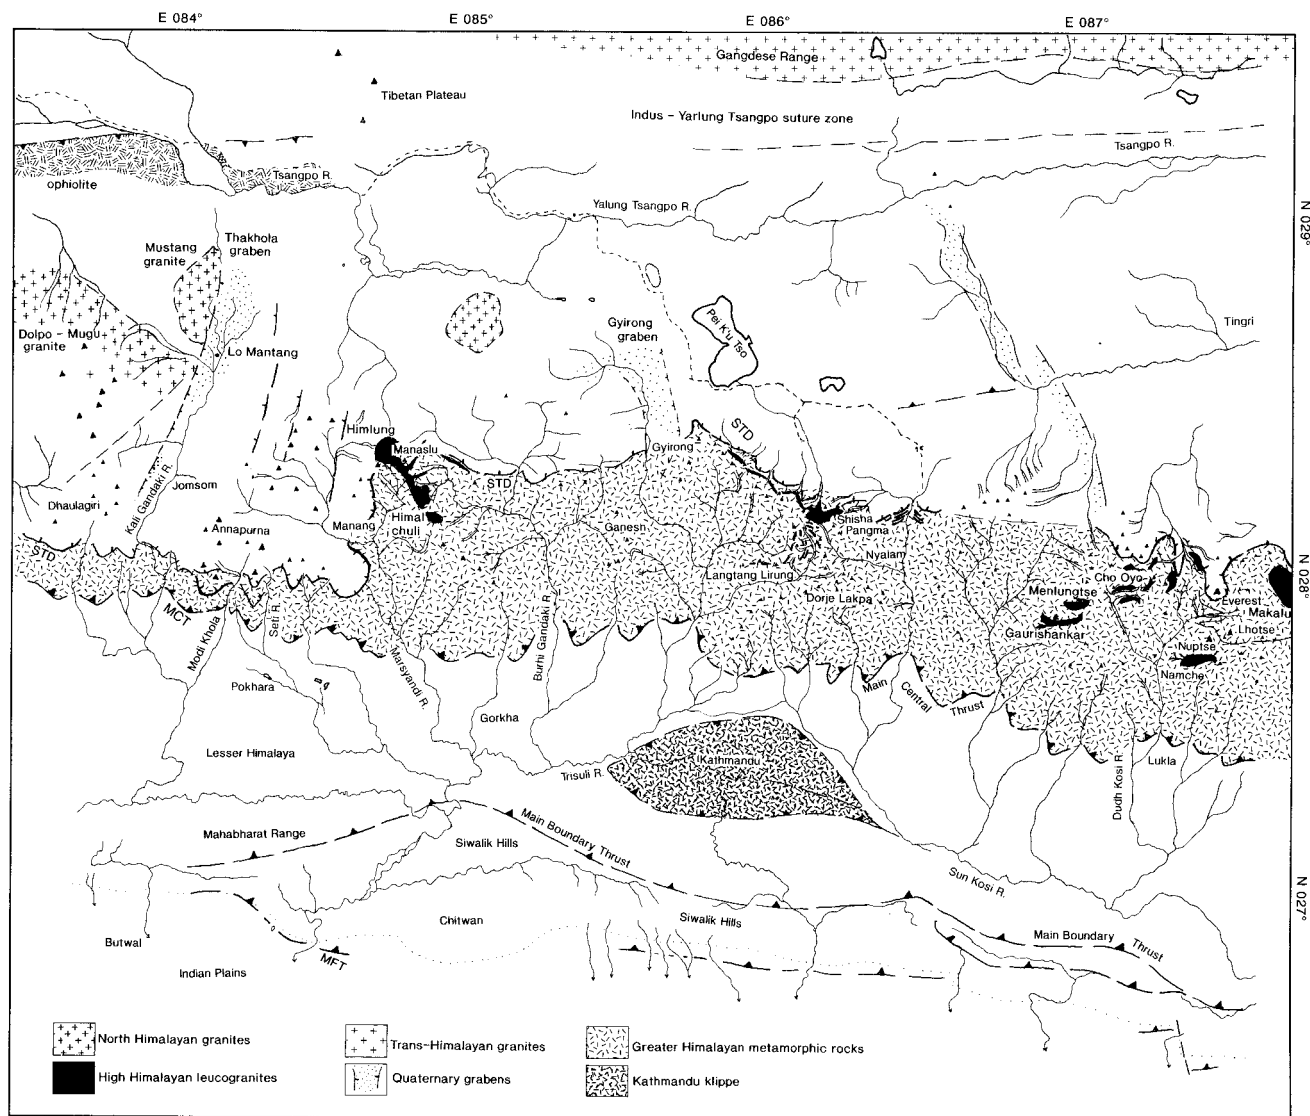 E 084°
E 085°
E 086°
E 087°
Gangdese Range
Tibetan Plateau
Indus - Yarlung Tsangpo suture zone
Tsangpo R.
Tsangpo R.
ophiolite
Yalung Tsangpo R.
N 029°
Mustang
granite
Thakhola
graben
Dolpo - Mugu
granite
Lo Mantang
Gyirong
graben
Pei K'u Tso
Tingri
Himlung
Manaslu
STD
Gyirong
STD
Kali Gandaki R.
Jomsom
Dhaulagiri
Annapurna
Manang
Himal
chuli
Ganesh
Shisha
Pangma
Nyalam
STD
Langtang Lirung
Dorje Lakpa
Cho Oyo
Menlungtse
Everest
Makalu
Lhotse
Gaurishankar
Nuptse
Namche
N 028°
MCT
Modi Khola
Seti R.
Marsyandi R.
Burhi Gandaki R.
Main
Central
Thrust
Pokhara
Gorkha
Lesser Himalaya
Trisuli R.
Kathmandu
Dudh Kosi R.
Lukla
Mahabharat Range
Main Boundary Thrust
Siwalik Hills
Sun Kosi R.
N 027°
Chitwan
Siwalik Hills
Butwal
MFT
Main Boundary
Thrust
Indian Plains
North Himalayan granites
Trans-Himalayan granites
Greater Himalayan metamorphic rocks
High Himalayan leucogranites
Quaternary grabens
Kathmandu klippe